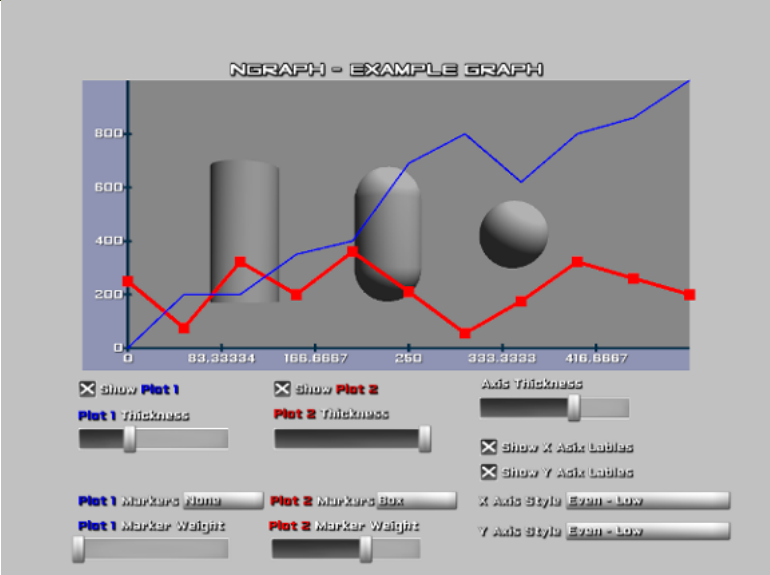 NGRAPH - EXAMPLE GRAPH
800
600
400
200
0
0 83.33334 166.6667 250 333.3333 416.6667
Show Plot 1 Show Plot 2 Axis Thickness
Plot 1 Thickness Plot 2 Thickness
Show X Asix Lables
Show Y Asix Lables
Plot 1 Markers None Plot 2 Markers Box X Axis Style Even - Low
Plot 1 Marker Weight Plot 2 Marker Weight Y Axis Style Even - Low